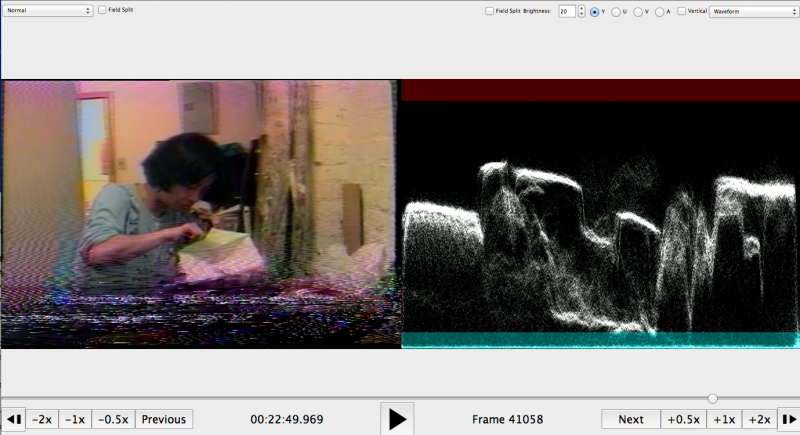 Normal Field Split Field Split Brightness: 20 Y U V A Vertical Waveform
-2x -1x -0.5x Previous 00:22:49.969 Frame 41058 Next +0.5x +1x +2x